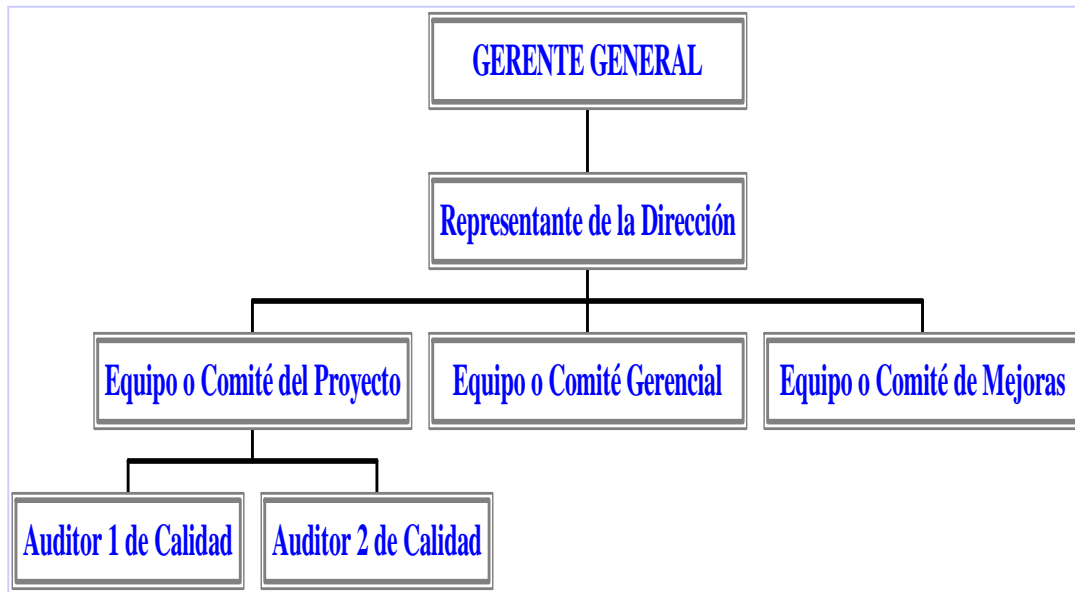 GERENTE GENERAL
Representante de la Dirección
Equipo o Comité del Proyecto
Equipo o Comité Gerencial
Equipo o Comité de Mejoras
Auditor 1 de Calidad
Auditor 2 de Calidad